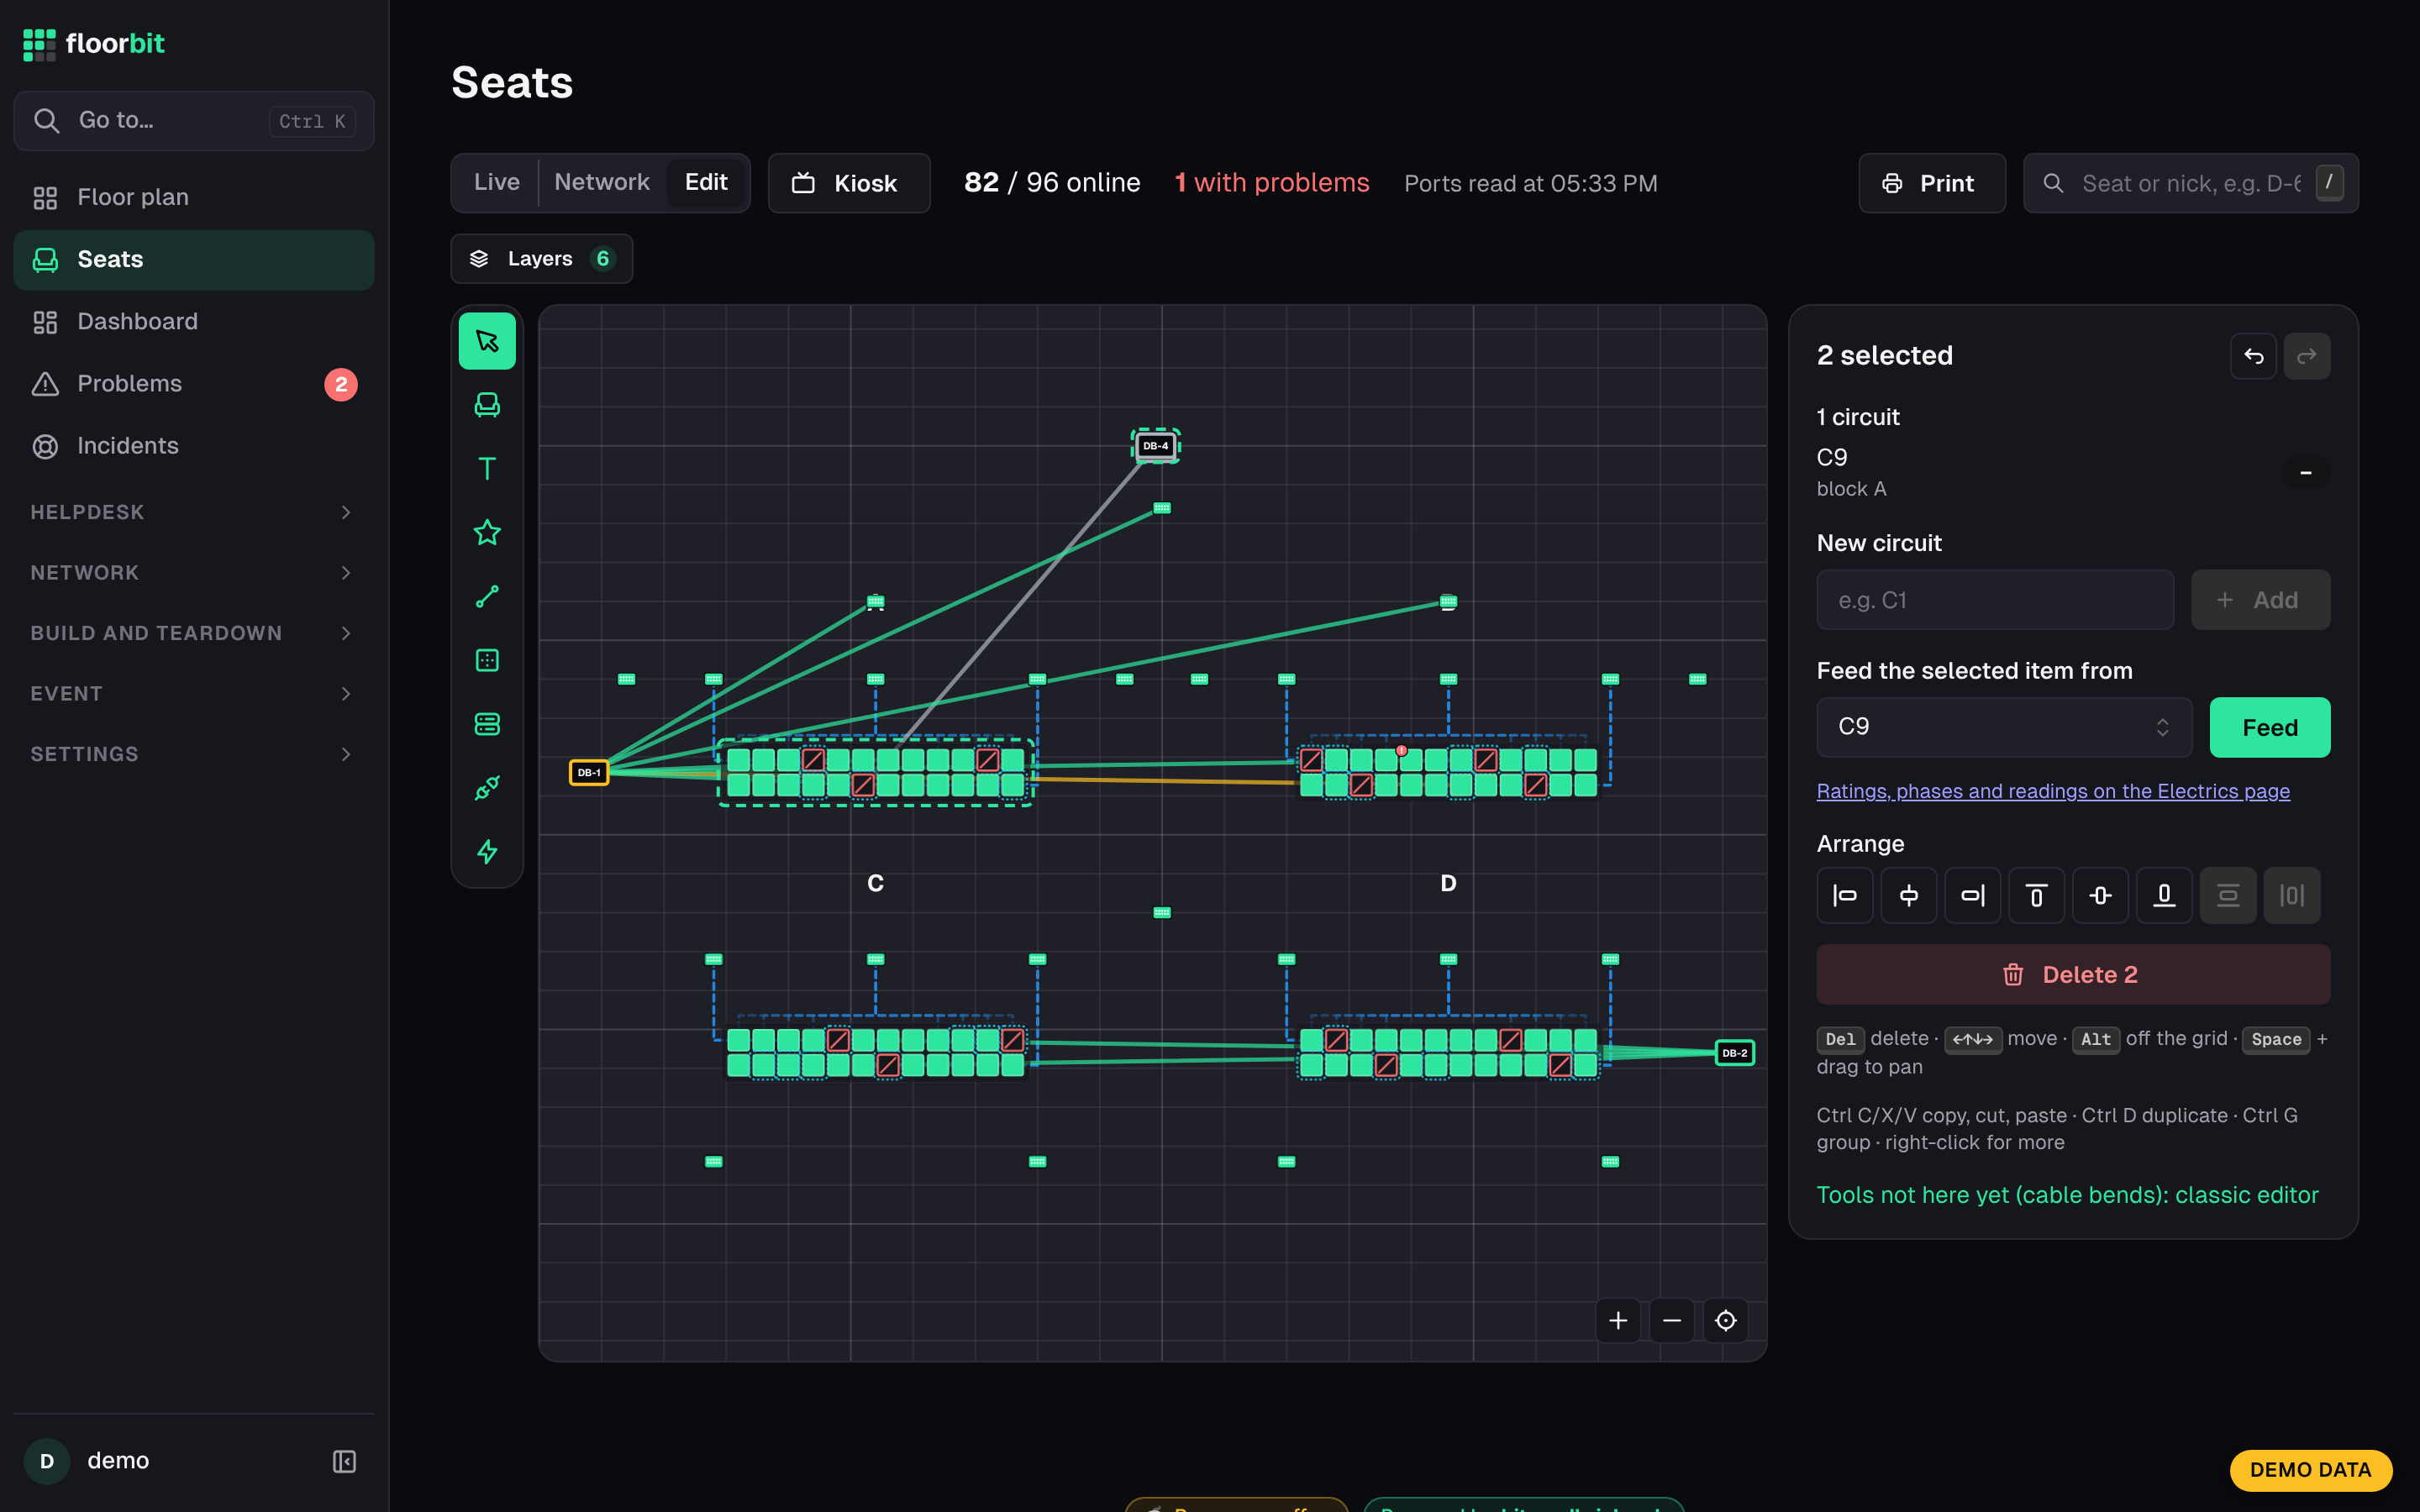 floorbit
Go to...
Ctrl K
Floor plan
Seats
Dashboard
Problems
2
Incidents
HELPDESK
NETWORK
BUILD AND TEARDOWN
EVENT
SETTINGS
D
demo
Seats
Live
Network
Edit
Kiosk
82 / 96 online
1 with problems
Ports read at 05:33 PM
Print
Seat or nick, e.g. D-6
/
Layers
6
DB-4
DB-1
C
D
DB-2
2 selected
1 circuit
C9
block A
New circuit
e.g. C1
Add
Feed the selected item from
C9
Feed
Ratings, phases and readings on the Electrics page
Arrange
Delete 2
Del delete · ←↑↓→ move · Alt off the grid · Space +
drag to pan
Ctrl C/X/V copy, cut, paste · Ctrl D duplicate · Ctrl G
group · right-click for more
Tools not here yet (cable bends): classic editor
DEMO DATA